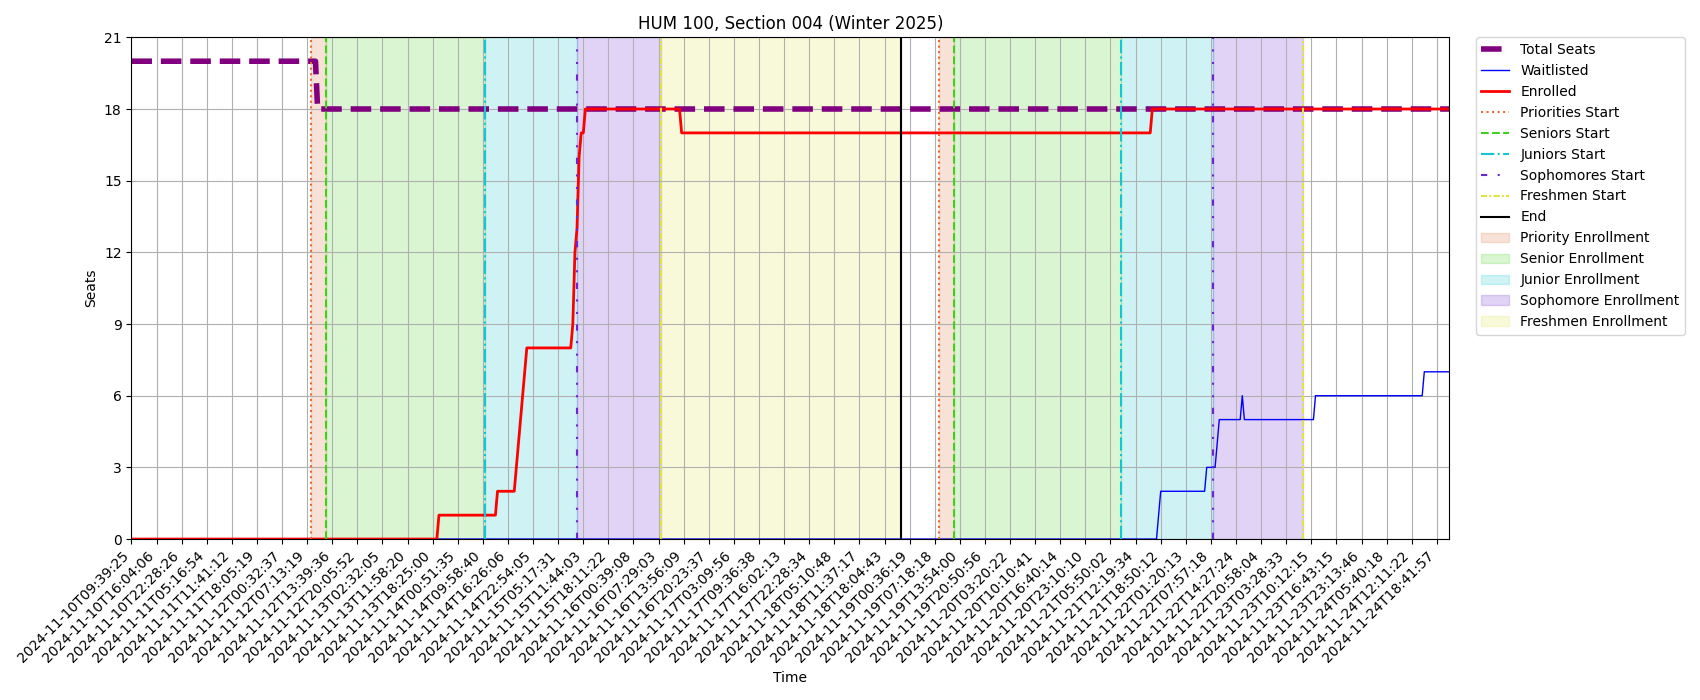 HUM 100, Section 004 (Winter 2025)
21
18
15
12
9
6
3
0
Seats
2024-11-10T09:39:25
2024-11-10T16:04:06
2024-11-10T22:28:26
2024-11-11T05:16:54
2024-11-11T11:41:12
2024-11-11T18:05:19
2024-11-12T00:32:37
2024-11-12T07:13:19
2024-11-12T13:39:36
2024-11-12T20:05:52
2024-11-13T03:32:05
2024-11-13T11:58:20
2024-11-13T18:25:00
2024-11-14T00:51:35
2024-11-14T09:58:40
2024-11-14T16:26:06
2024-11-14T22:54:05
2024-11-15T05:17:31
2024-11-15T11:44:03
2024-11-15T18:11:22
2024-11-16T00:39:08
2024-11-16T07:29:03
2024-11-16T13:56:09
2024-11-16T20:23:37
2024-11-17T03:09:56
2024-11-17T09:36:38
2024-11-17T16:02:13
2024-11-17T22:28:34
2024-11-18T05:10:48
2024-11-18T11:37:17
2024-11-18T18:04:43
2024-11-19T00:36:19
2024-11-19T07:18:18
2024-11-19T13:54:00
2024-11-19T20:50:56
2024-11-20T03:20:22
2024-11-20T10:10:41
2024-11-20T16:40:14
2024-11-20T23:10:10
2024-11-21T05:50:02
2024-11-21T12:19:34
2024-11-21T18:50:12
2024-11-22T01:20:13
2024-11-22T07:57:18
2024-11-22T14:27:24
2024-11-22T20:58:04
2024-11-23T03:28:33
2024-11-23T10:12:15
2024-11-23T16:43:15
2024-11-23T23:13:46
2024-11-24T05:40:18
2024-11-24T12:11:22
2024-11-24T18:41:57
Time
Total Seats
Waitlisted
Enrolled
Priorities Start
Seniors Start
Juniors Start
Sophomores Start
Freshmen Start
End
Priority Enrollment
Senior Enrollment
Junior Enrollment
Sophomore Enrollment
Freshmen Enrollment